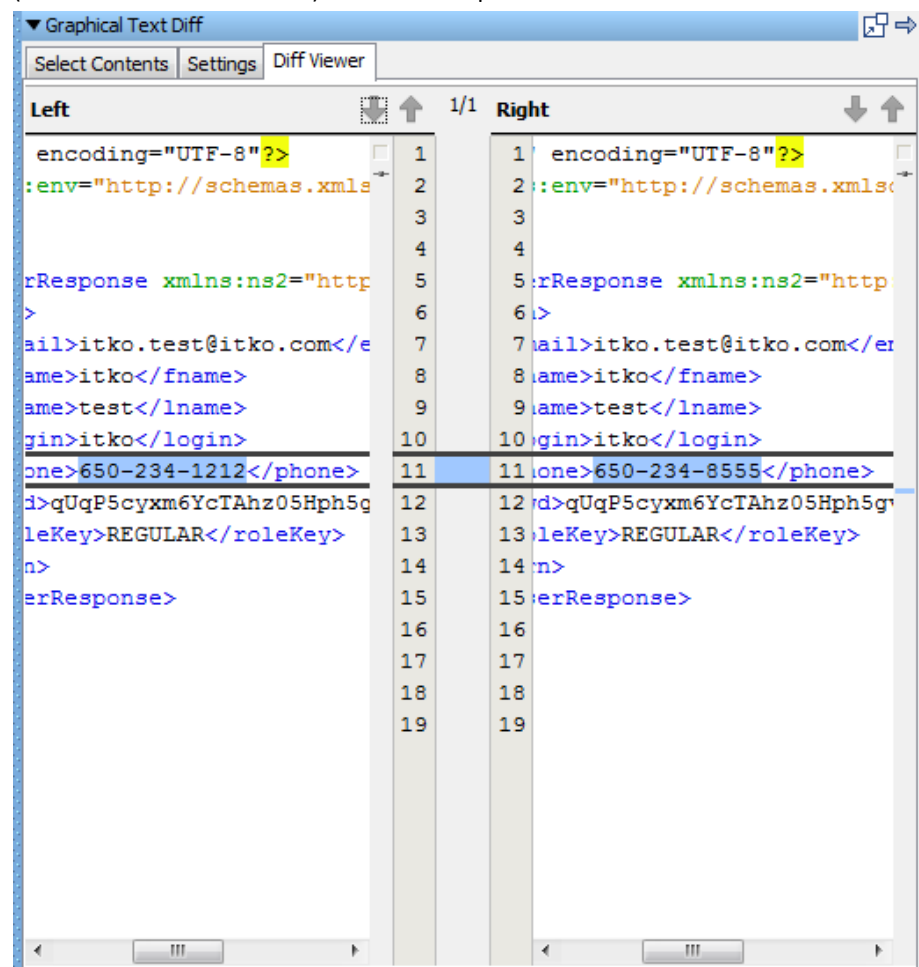 Graphical Text Diff
Select Contents Settings Diff Viewer
Left 1/1 Right
encoding="UTF-8"?> 1 1 encoding="UTF-8"?>
:env="http://schemas.xmls 2 2 :env="http://schemas.xmls
3 3
4 4
rResponse xmlns:ns2="http 5 5 rResponse xmlns:ns2="http
> 6 6 >
ail>itko.test@itko.com</e 7 7 ail>itko.test@itko.com</e
ame>itko</fname> 8 8 ame>itko</fname>
ame>test</lname> 9 9 ame>test</lname>
gin>itko</login> 10 10 gin>itko</login>
one>650-234-1212</phone> 11 11 one>650-234-8555</phone>
d>qUqP5cyxm6YcTAhz05Hph5g 12 12 d>qUqP5cyxm6YcTAhz05Hph5g
leKey>REGULAR</roleKey> 13 13 leKey>REGULAR</roleKey>
n> 14 14 n>
erResponse> 15 15 erResponse>
16 16
17 17
18 18
19 19